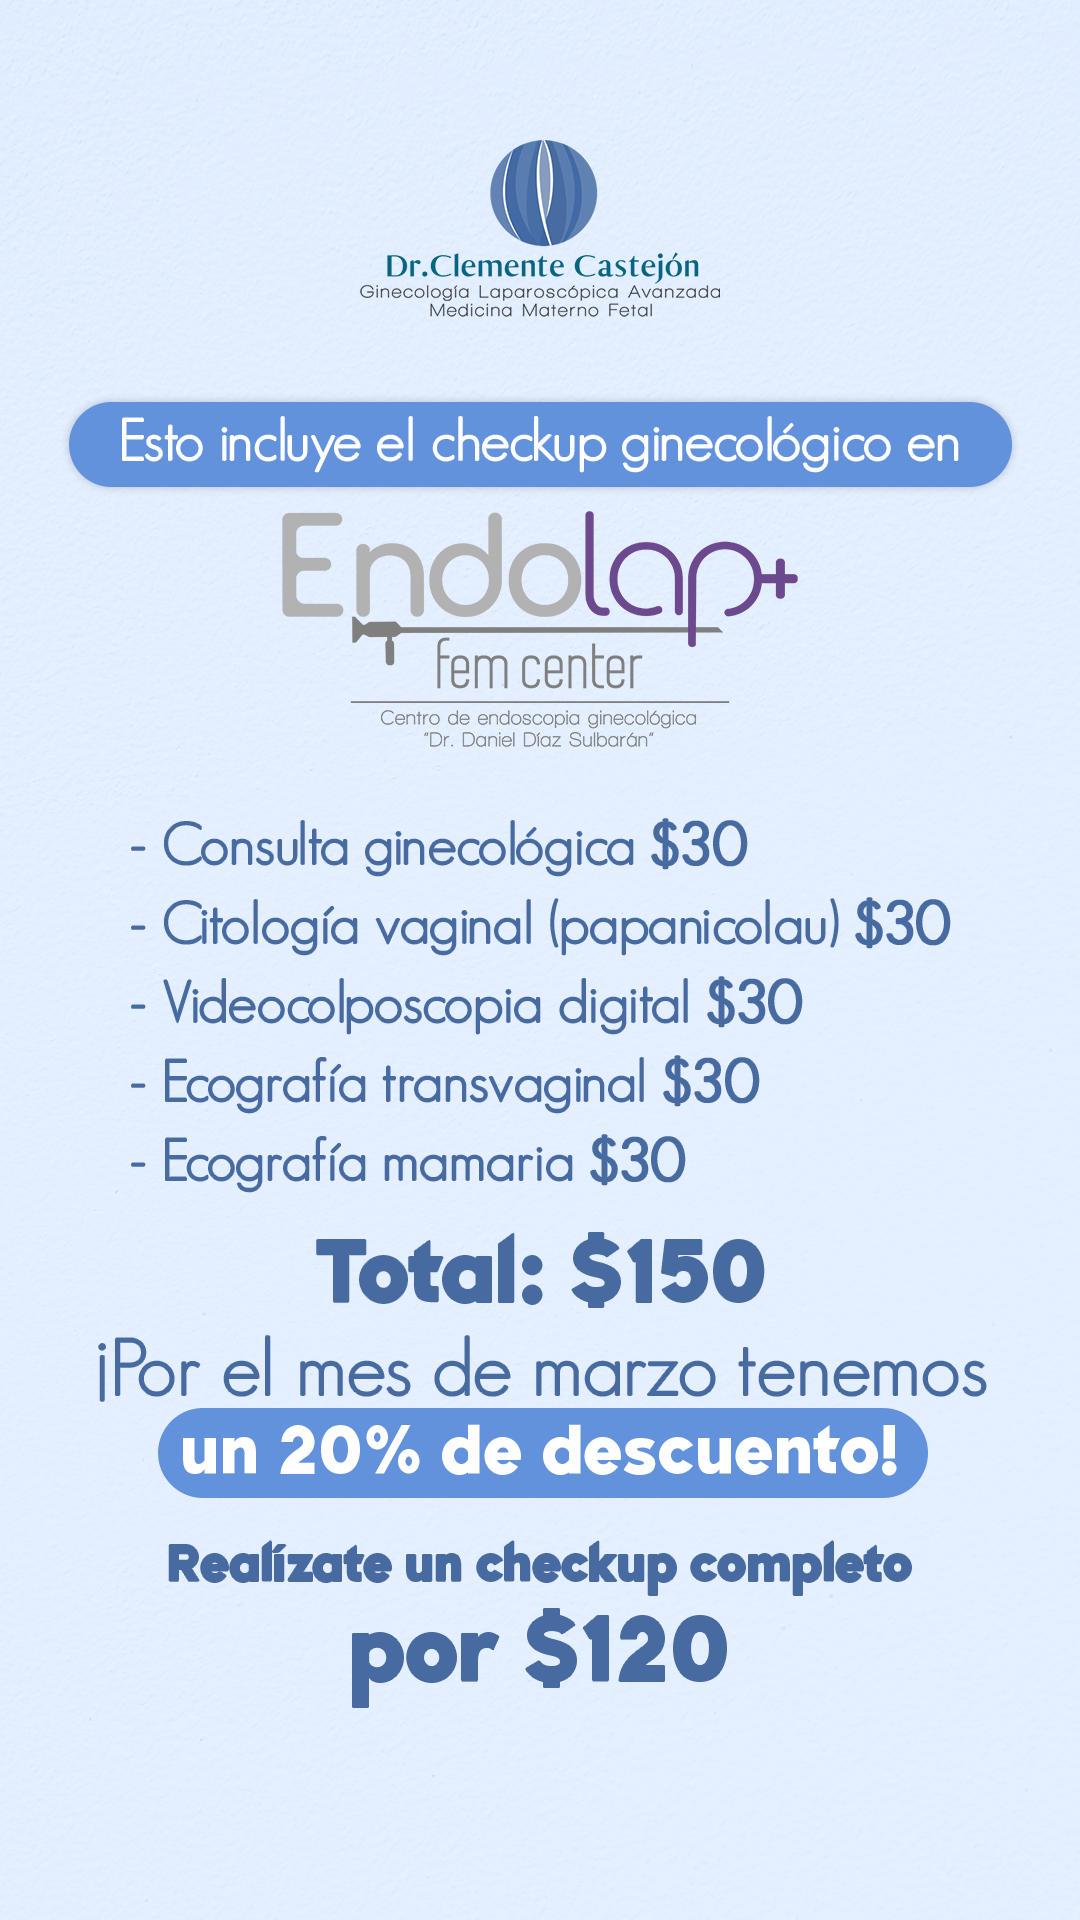 Dr.Clemente Castejón
Ginecología Laparoscópica Avanzada
Medicina Materno Fetal
Esto incluye el checkup ginecológico en
Endolap+
fem center
Centro de endoscopia ginecológica
"Dr. Daniel Díaz Sulbarán"
- Consulta ginecológica $30
- Citología vaginal (papanicolau) $30
- Videocolposcopia digital $30
- Ecografía transvaginal $30
- Ecografía mamaria $30
Total: $150
¡Por el mes de marzo tenemos
un 20% de descuento!
Realízate un checkup completo
por $120